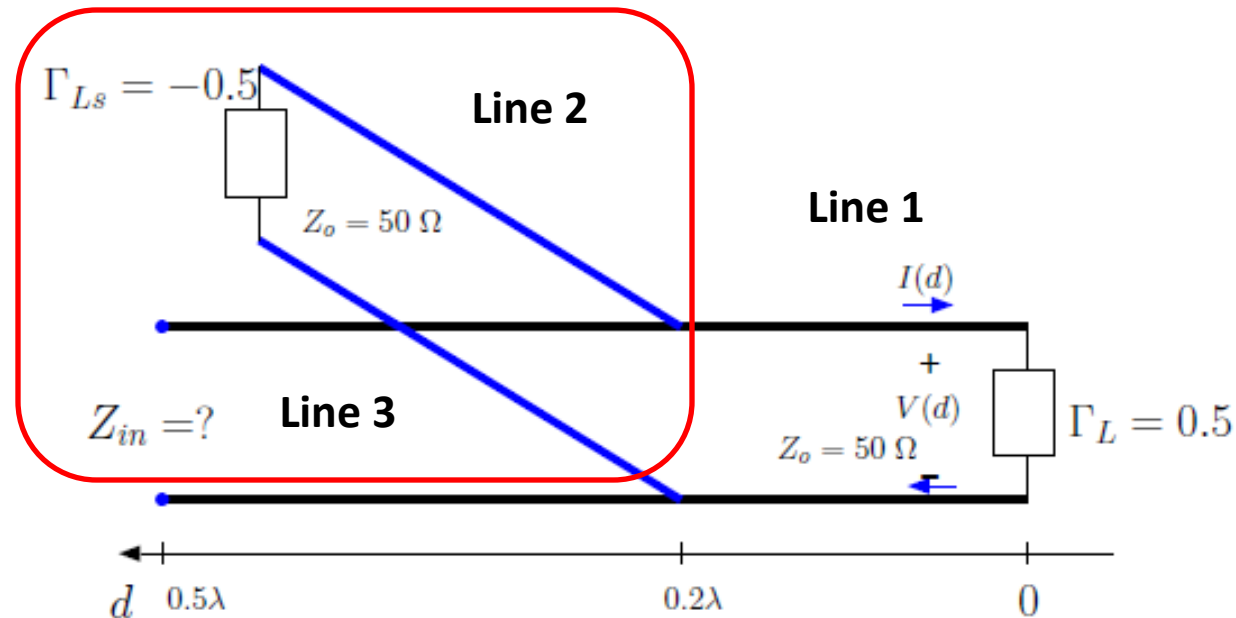 Γ_{Ls} = −0.5
Line 2
Z_o = 50 Ω
Line 1
I(d)
+
V(d)
-
Z_o = 50 Ω
Γ_L = 0.5
Z_{in} =?
Line 3
d
0.5λ
0.2λ
0